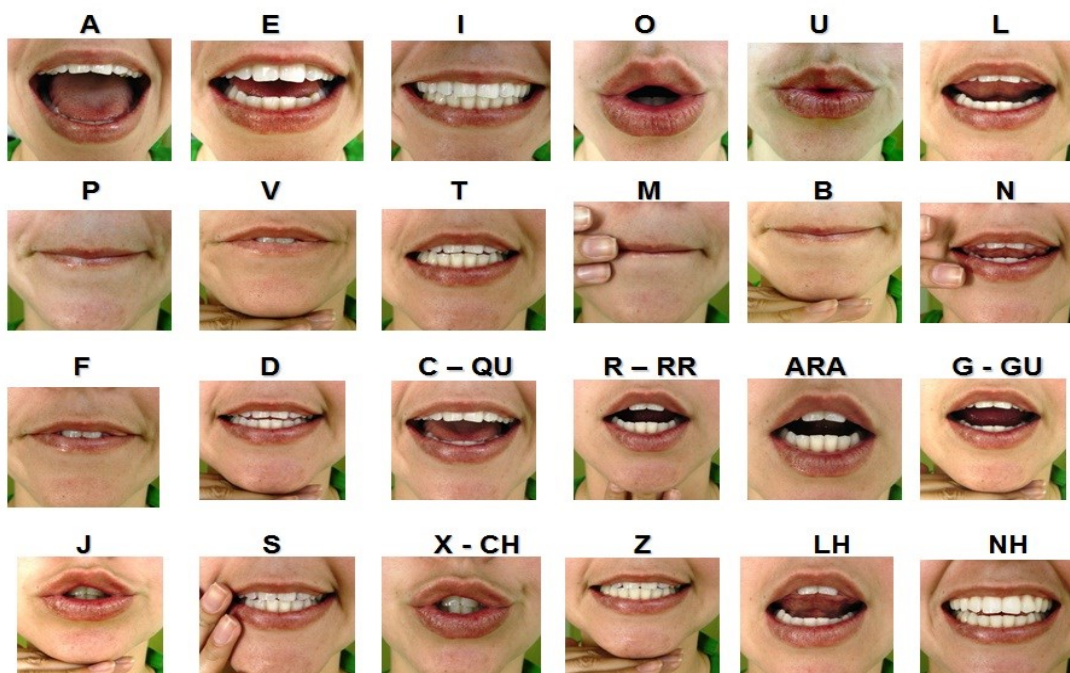 A E I O U L
P V T M B N
F D C – QU R – RR ARA G - GU
J S X - CH Z LH NH